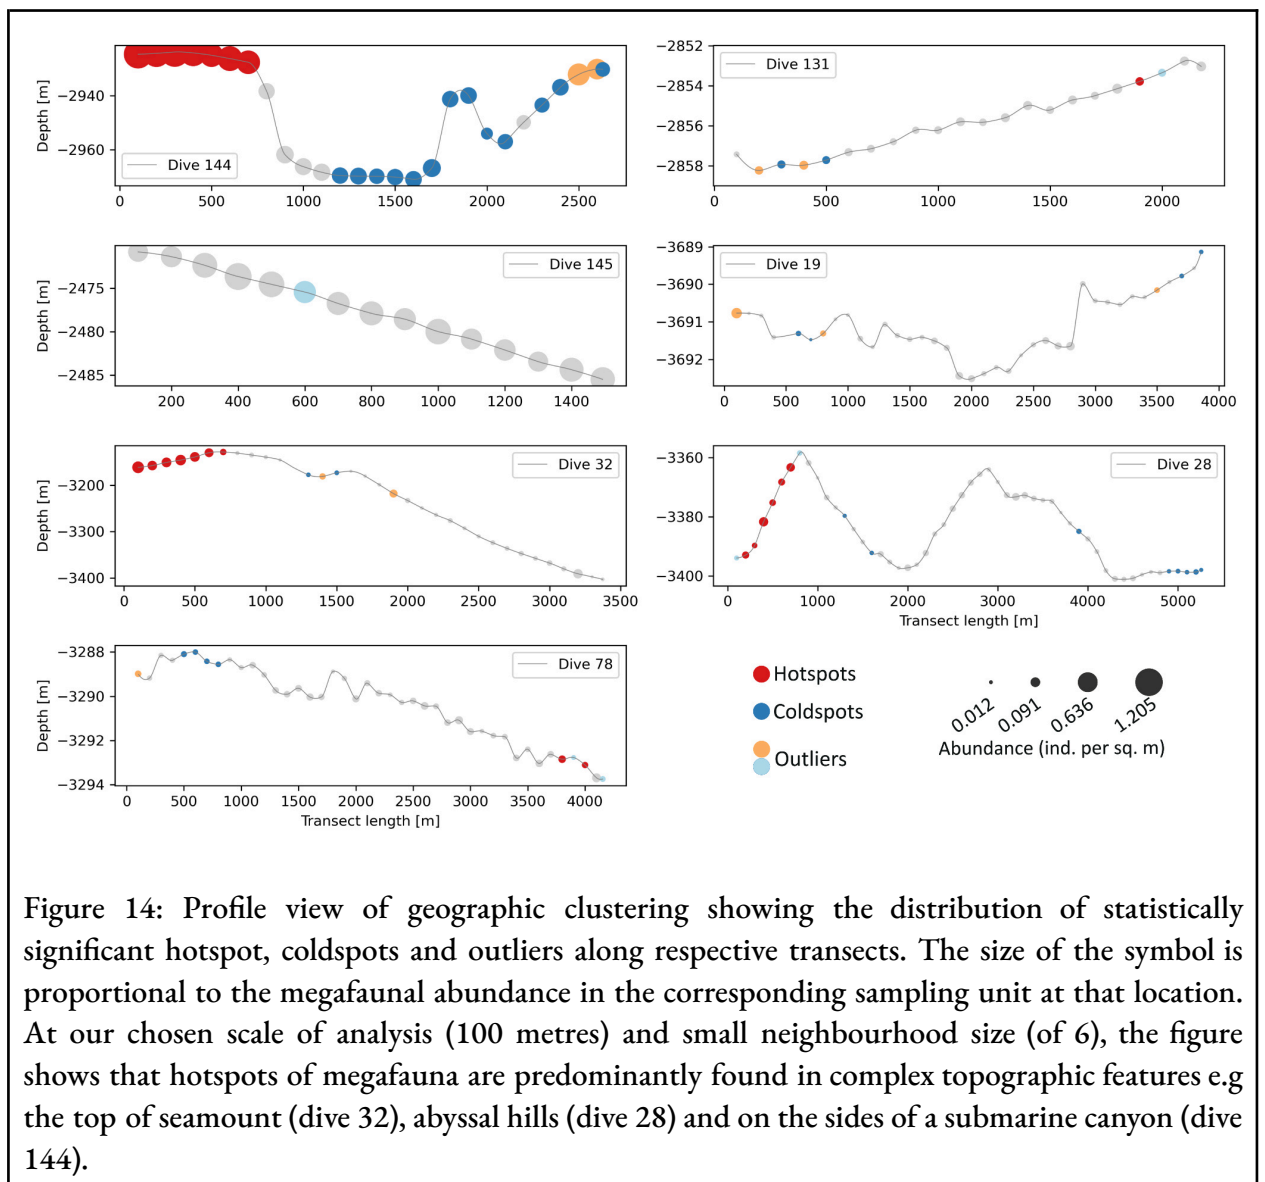 −2940
−2960
Depth [m]
Dive 144
0 500 1000 1500 2000 2500
−2852
−2854
−2856
−2858
Dive 131
0 500 1000 1500 2000
−2475
−2480
−2485
Depth [m]
Dive 145
200 400 600 800 1000 1200 1400
−3689
−3690
−3691
−3692
Dive 19
0 500 1000 1500 2000 2500 3000 3500 4000
−3200
−3300
−3400
Depth [m]
Dive 32
0 500 1000 1500 2000 2500 3000 3500
−3360
−3380
−3400
Dive 28
0 1000 2000 3000 4000 5000
Transect length [m]
−3288
−3290
−3292
−3294
Depth [m]
Dive 78
0 500 1000 1500 2000 2500 3000 3500 4000
Transect length [m]
Hotspots
Coldspots
Outliers
0.012 0.091 0.636 1.205
Abundance (ind. per sq. m)
Figure 14: Profile view of geographic clustering showing the distribution of statistically
significant hotspot, coldspots and outliers along respective transects. The size of the symbol is
proportional to the megafaunal abundance in the corresponding sampling unit at that location.
At our chosen scale of analysis (100 metres) and small neighbourhood size (of 6), the figure
shows that hotspots of megafauna are predominantly found in complex topographic features e.g
the top of seamount (dive 32), abyssal hills (dive 28) and on the sides of a submarine canyon (dive
144).